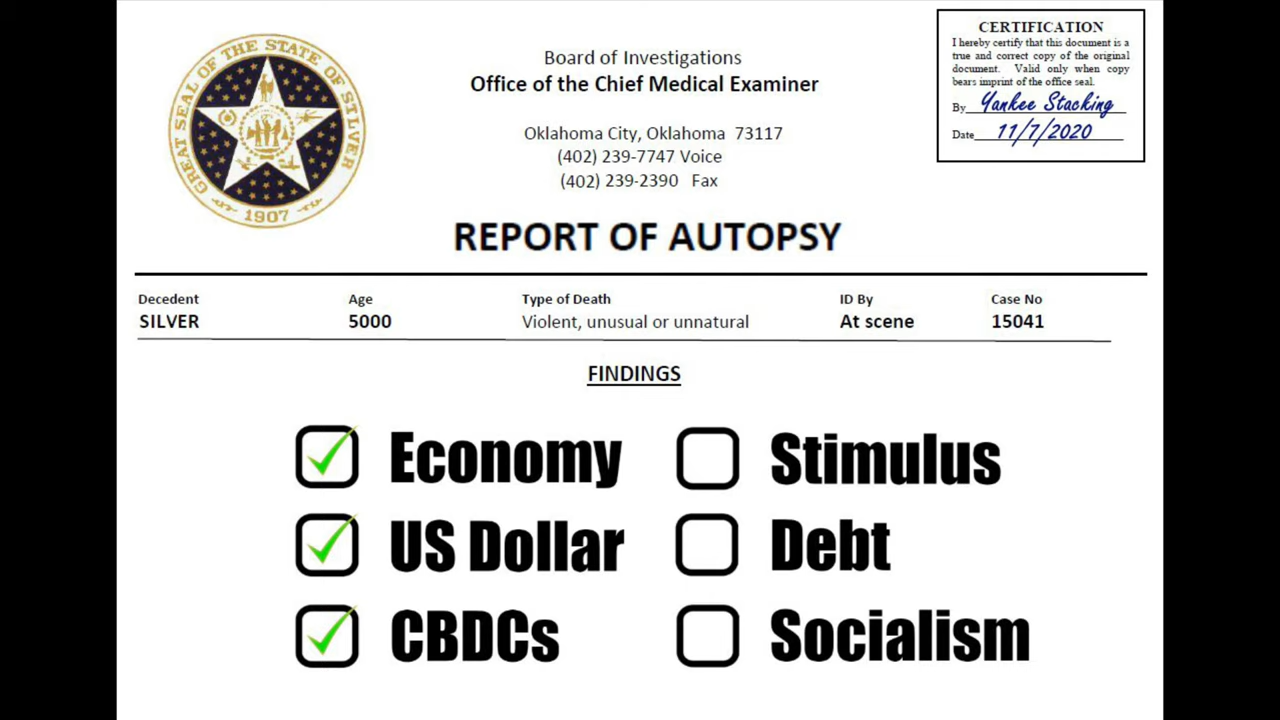 GREAT SEAL OF THE STATE OF SILVER
1907
Board of Investigations
Office of the Chief Medical Examiner
Oklahoma City, Oklahoma 73117
(402) 239-7747 Voice
(402) 239-2390 Fax
CERTIFICATION
I hereby certify that this document is a
true and correct copy of the original
document. Valid only when copy
bears imprint of the office seal.
By Yankee Stacking
Date 11/7/2020
REPORT OF AUTOPSY
Decedent Age Type of Death ID By Case No
SILVER 5000 Violent, unusual or unnatural At scene 15041
FINDINGS
Economy Stimulus
US Dollar Debt
CBDCs Socialism